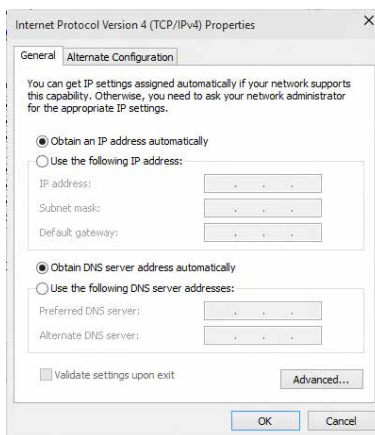 Internet Protocol Version 4 (TCP/IPv4) Properties
General
Alternate Configuration
You can get IP settings assigned automatically if your network supports
this capability. Otherwise, you need to ask your network administrator
for the appropriate IP settings.
Obtain an IP address automatically
Use the following IP address:
IP address:
Subnet mask:
Default gateway:
Obtain DNS server address automatically
Use the following DNS server addresses:
Preferred DNS server:
Alternate DNS server:
Validate settings upon exit
Advanced...
OK
Cancel